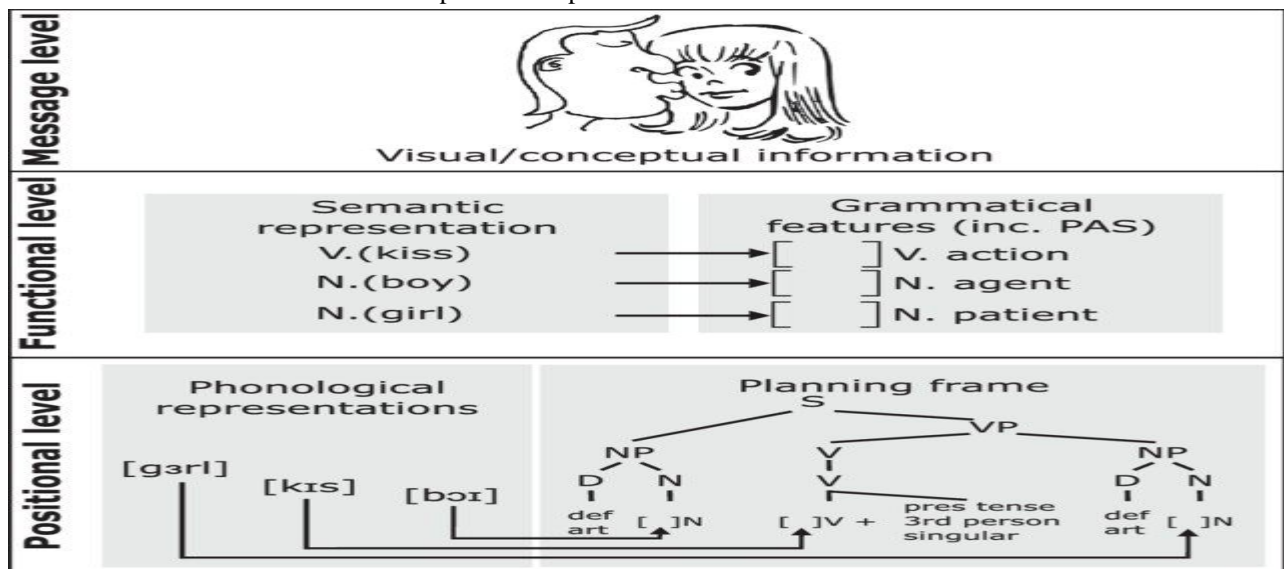 Message level
Visual/conceptual information
Functional level
Semantic
representation
V.(kiss)
N.(boy)
N.(girl)
Grammatical
features (inc. PAS)
[ ] V. action
[ ] N. agent
[ ] N. patient
Positional level
Phonological
representations
[gɜrl]
[kɪs]
[bɔɪ]
Planning frame
S
VP
NP V NP
D N V D N
def art [ ]N [ ]V + pres tense 3rd person singular def art [ ]N